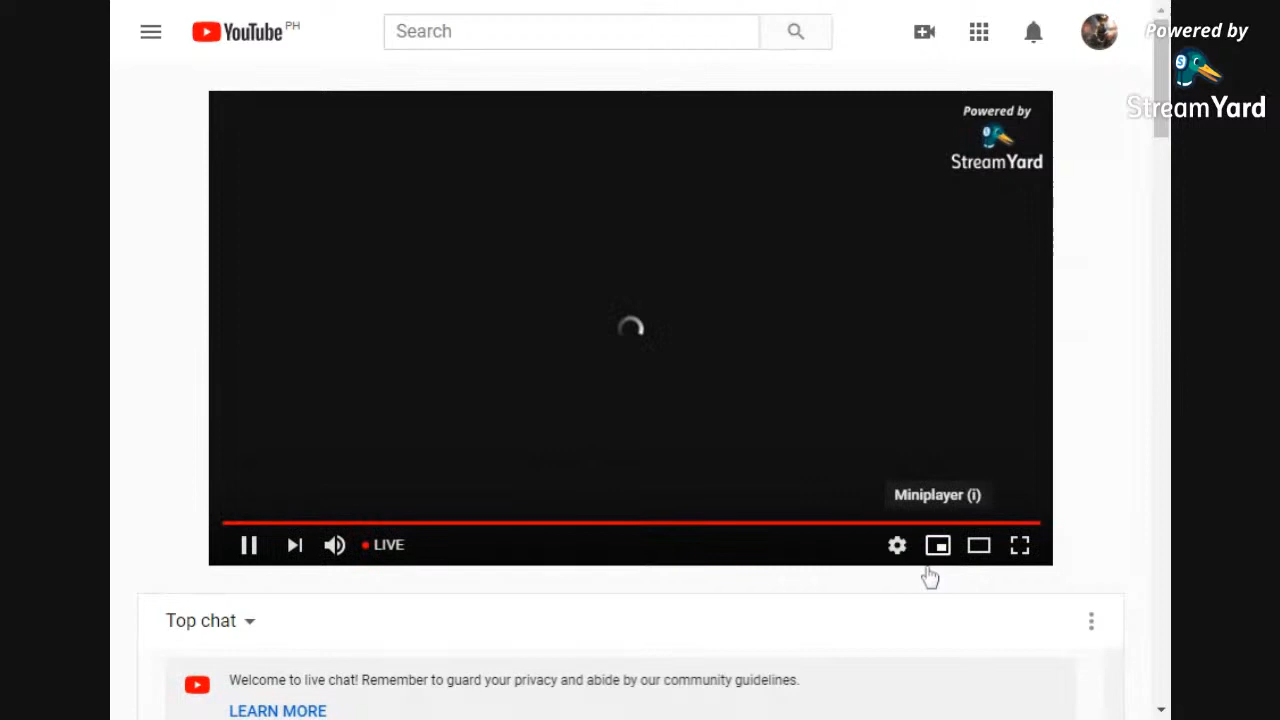 YouTube PH
Search
Powered by
StreamYard
Powered by
StreamYard
Miniplayer (i)
LIVE
Top chat
Welcome to live chat! Remember to guard your privacy and abide by our community guidelines.
LEARN MORE